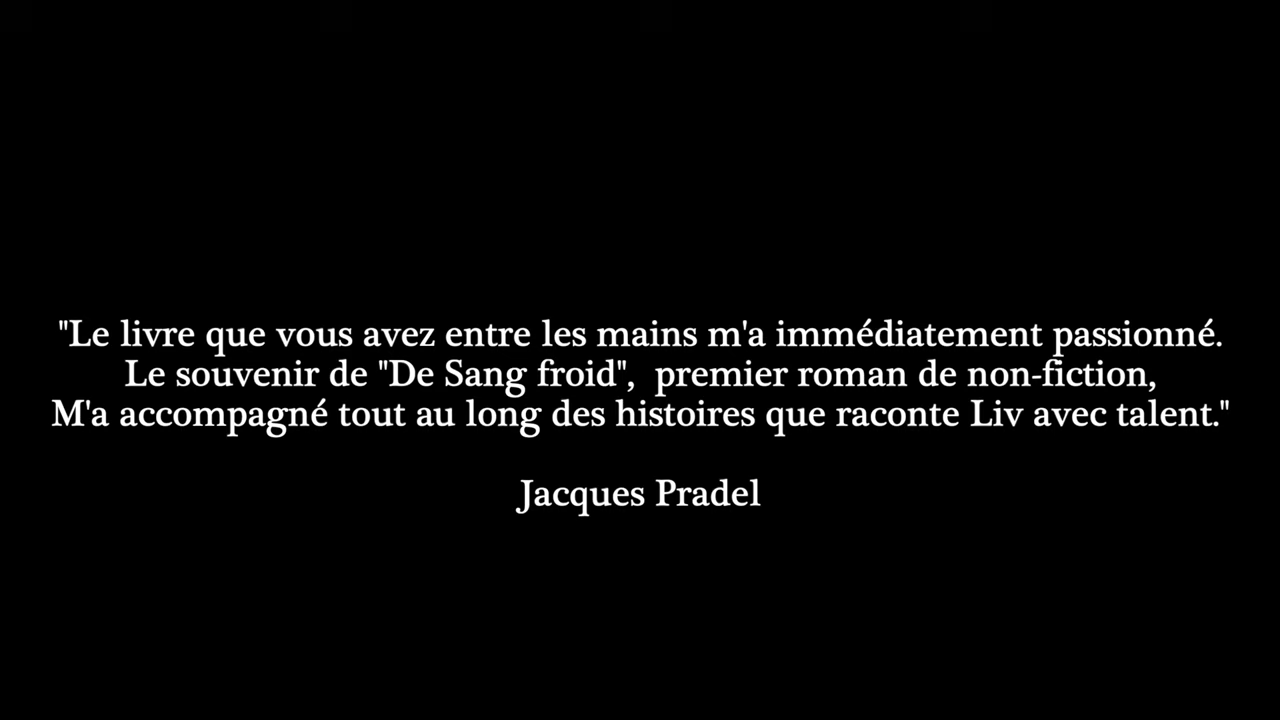 "Le livre que vous avez entre les mains m'a immédiatement passionné.
Le souvenir de "De Sang froid",  premier roman de non-fiction,
M'a accompagné tout au long des histoires que raconte Liv avec talent."
Jacques Pradel